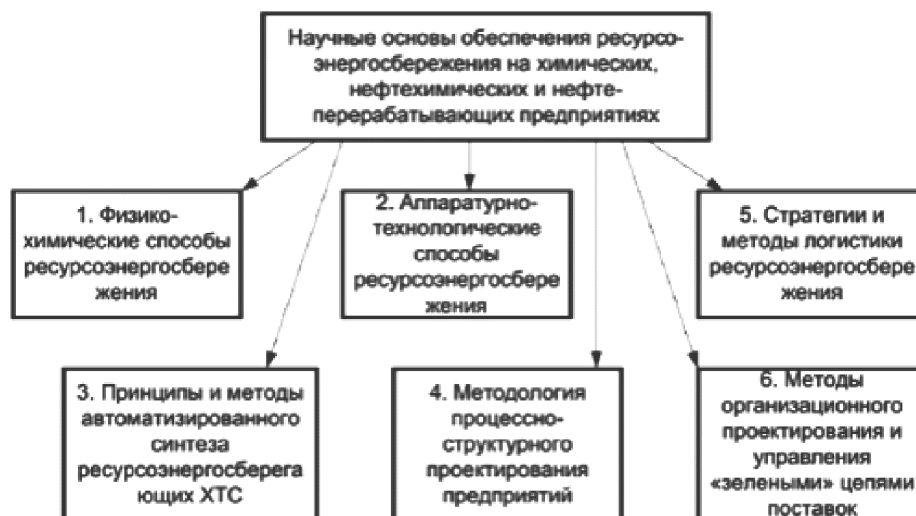 Научные основы обеспечения ресурсо-
энергосбережения на химических,
нефтехимических и нефте-
перерабатывающих предприятиях
1. Физико-
химические способы
ресурсоэнергосбере
жения
2. Аппаратурно-
технологические
способы
ресурсоэнергосбере
жения
5. Стратегии и
методы логистики
ресурсоэнергосбере
жения
3. Принципы и методы
автоматизированного
синтеза
ресурсоэнергосберега
ющих ХТС
4. Методология
процессно-
структурного
проектирования
предприятий
6. Методы
организационного
проектирования и
управления
«зелеными» цепями
поставок